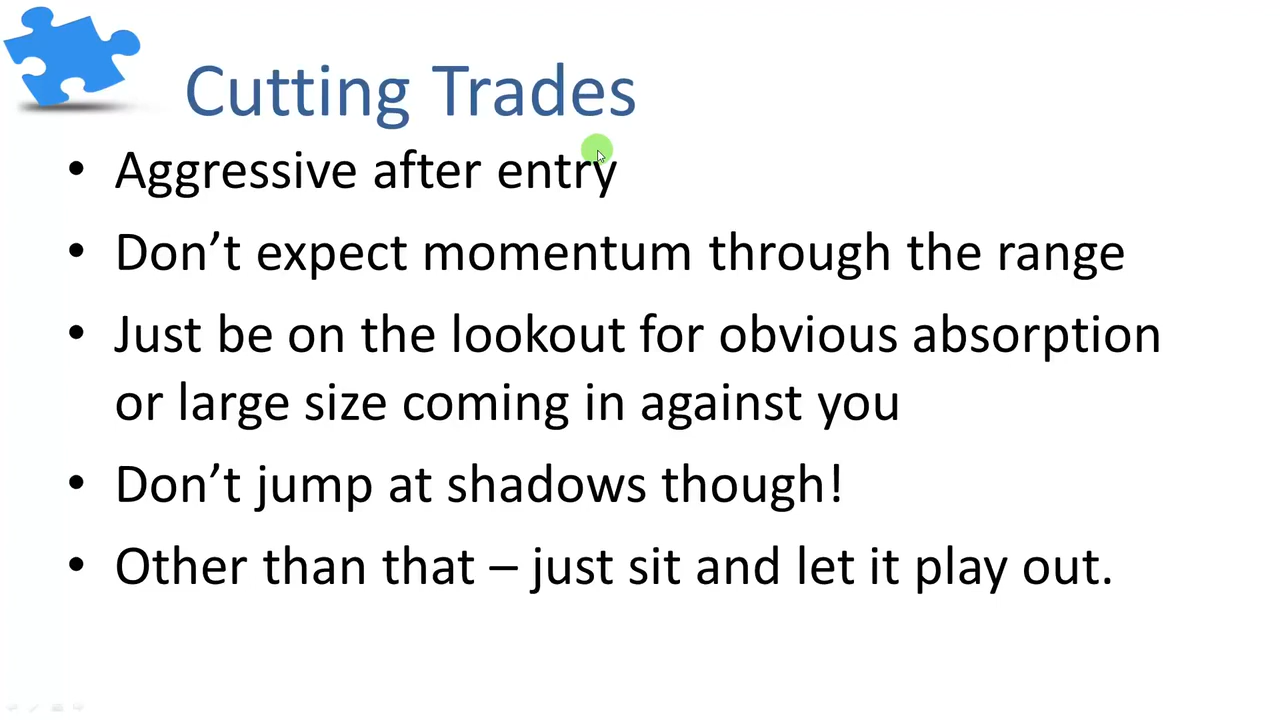 Cutting Trades
• Aggressive after entry
• Don’t expect momentum through the range
• Just be on the lookout for obvious absorption
or large size coming in against you
• Don’t jump at shadows though!
• Other than that – just sit and let it play out.